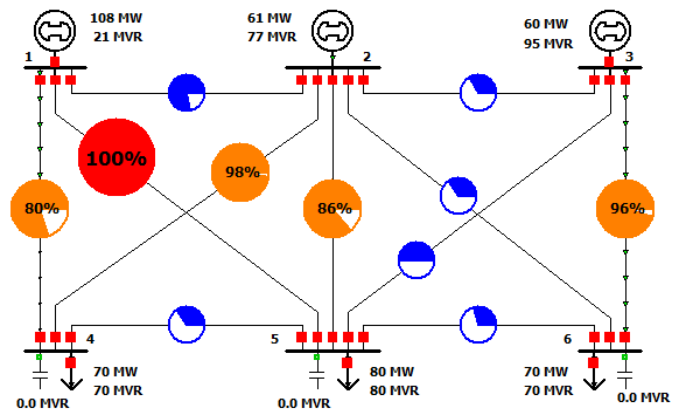 108 MW
21 MVR
61 MW
77 MVR
60 MW
95 MVR
1
2
3
100%
98%
80%
86%
96%
4
5
6
70 MW
70 MVR
80 MW
80 MVR
70 MW
70 MVR
0.0 MVR
0.0 MVR
0.0 MVR